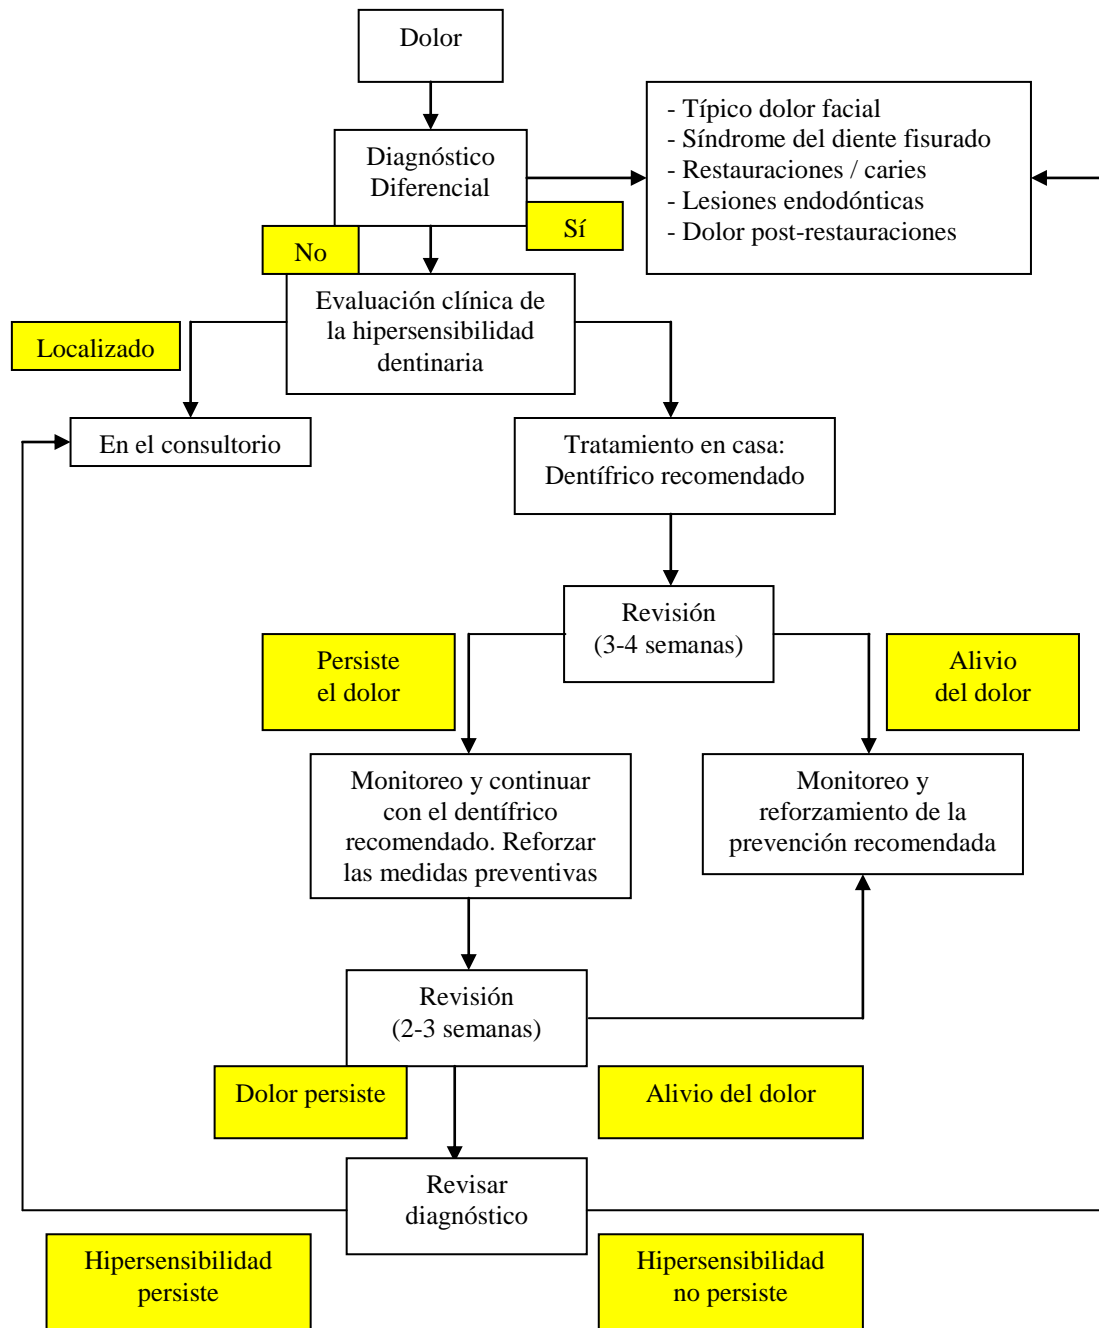 Dolor
- Típico dolor facial
- Síndrome del diente fisurado
- Restauraciones / caries
- Lesiones endodónticas
- Dolor post-restauraciones
Diagnóstico
Diferencial
Sí
No
Evaluación clínica de
la hipersensibilidad
dentinaria
Localizado
En el consultorio
Tratamiento en casa:
Dentífrico recomendado
Revisión
(3-4 semanas)
Persiste
el dolor
Alivio
del dolor
Monitoreo y continuar
con el dentífrico
recomendado. Reforzar
las medidas preventivas
Monitoreo y
reforzamiento de la
prevención recomendada
Revisión
(2-3 semanas)
Dolor persiste
Alivio del dolor
Revisar
diagnóstico
Hipersensibilidad
persiste
Hipersensibilidad
no persiste